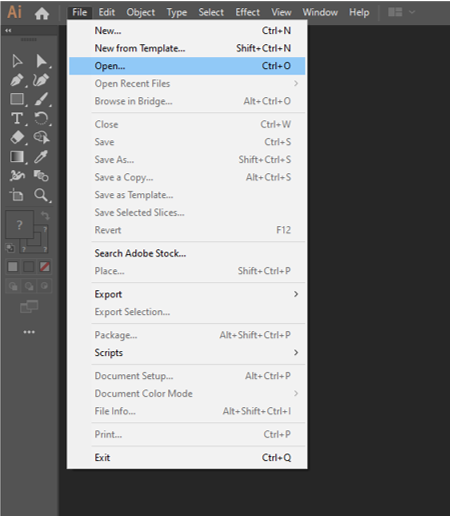 Ai File Edit Object Type Select Effect View Window Help
New... Ctrl+N
New from Template... Shift+Ctrl+N
Open... Ctrl+O
Open Recent Files
Browse in Bridge... Alt+Ctrl+O
Close Ctrl+W
Save Ctrl+S
Save As... Shift+Ctrl+S
Save a Copy... Alt+Ctrl+S
Save as Template...
Save Selected Slices...
Revert F12
Search Adobe Stock...
Place... Shift+Ctrl+P
Export
Export Selection...
Package... Alt+Shift+Ctrl+P
Scripts
Document Setup... Alt+Ctrl+P
Document Color Mode
File Info... Alt+Shift+Ctrl+I
Print... Ctrl+P
Exit Ctrl+Q